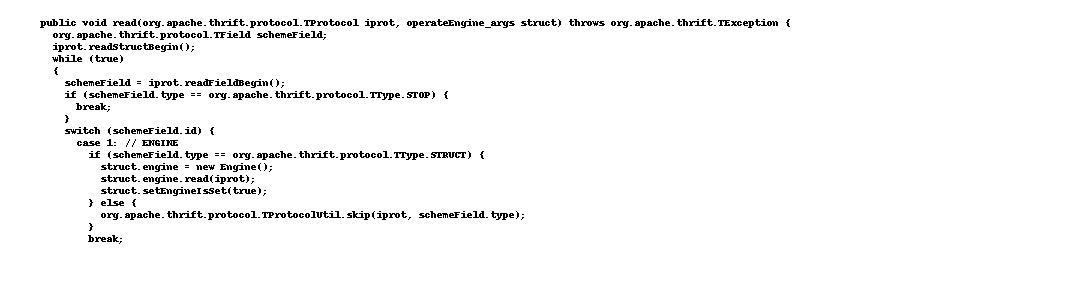 public void read(org.apache.thrift.protocol.TProtocol iprot, operateEngine_args struct) throws org.apache.thrift.TException {
org.apache.thrift.protocol.TField schemeField;
iprot.readStructBegin();
while (true)
{
schemeField = iprot.readFieldBegin();
if (schemeField.type == org.apache.thrift.protocol.TType.STOP) {
break;
}
switch (schemeField.id) {
case 1: // ENGINE
if (schemeField.type == org.apache.thrift.protocol.TType.STRUCT) {
struct.engine = new Engine();
struct.engine.read(iprot);
struct.setEngineIsSet(true);
} else {
org.apache.thrift.protocol.TProtocolUtil.skip(iprot, schemeField.type);
}
break;